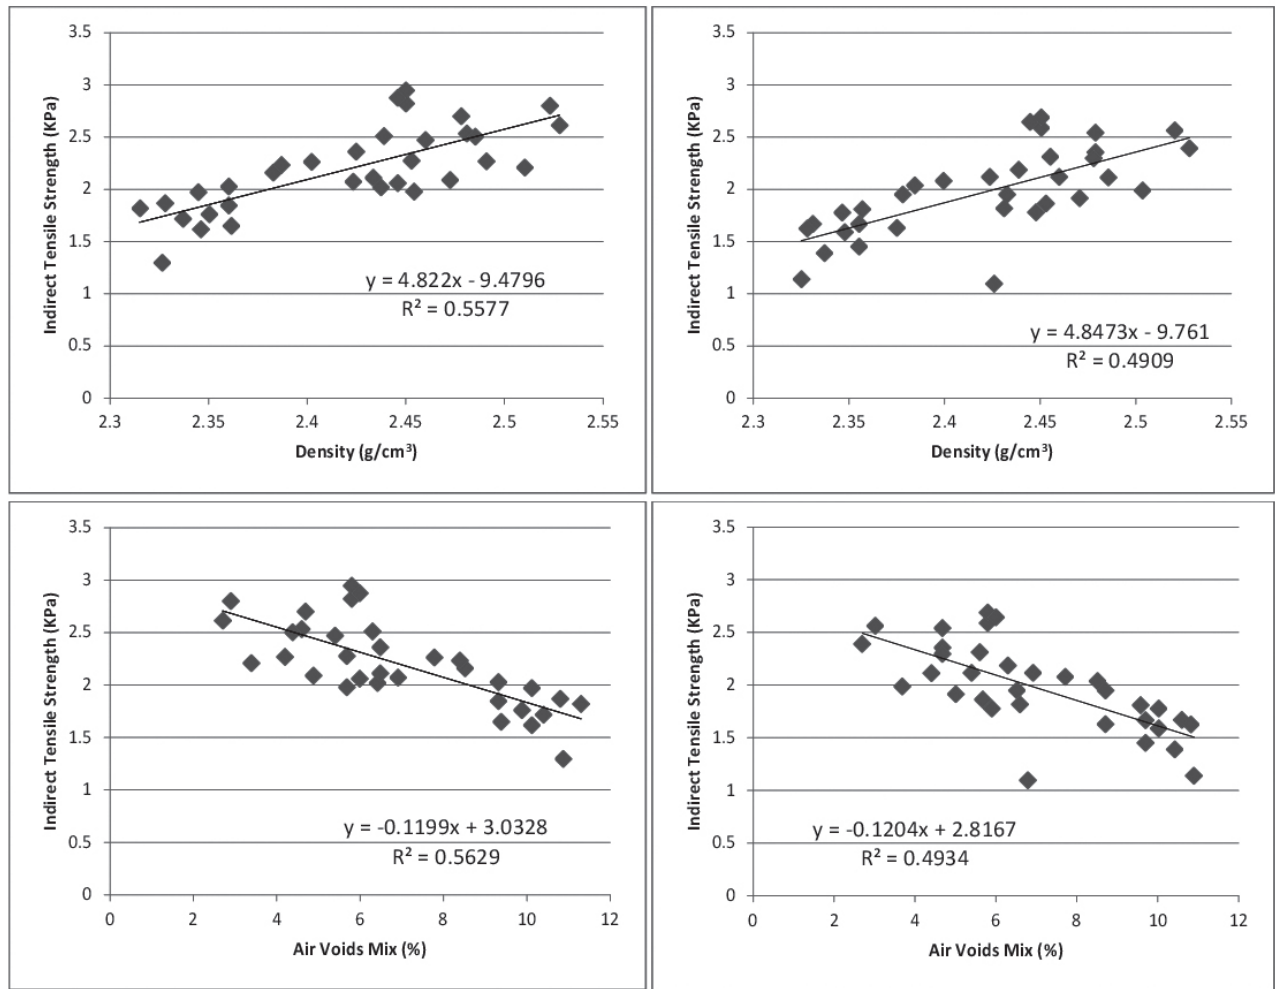 3.5
3
2.5
2
1.5
1
0.5
0
Indirect Tensile Strength (KPa)
y = 4.822x - 9.4796
R² = 0.5577
2.3 2.35 2.4 2.45 2.5 2.55
Density (g/cm³)
3.5
3
2.5
2
1.5
1
0.5
0
Indirect Tensile Strength (KPa)
y = 4.8473x - 9.761
R² = 0.4909
2.3 2.35 2.4 2.45 2.5 2.55
Density (g/cm³)
3.5
3
2.5
2
1.5
1
0.5
0
Indirect Tensile Strength (KPa)
y = -0.1199x + 3.0328
R² = 0.5629
0 2 4 6 8 10 12
Air Voids Mix (%)
3.5
3
2.5
2
1.5
1
0.5
0
Indirect Tensile Strength (KPa)
y = -0.1204x + 2.8167
R² = 0.4934
0 2 4 6 8 10 12
Air Voids Mix (%)